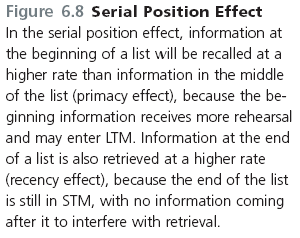 Figure 6.8 Serial Position Effect
In the serial position effect, information at
the beginning of a list will be recalled at a
higher rate than information in the middle
of the list (primacy effect), because the be-
ginning information receives more rehearsal
and may enter LTM. Information at the end
of a list is also retrieved at a higher rate
(recency effect), because the end of the list
is still in STM, with no information coming
after it to interfere with retrieval.